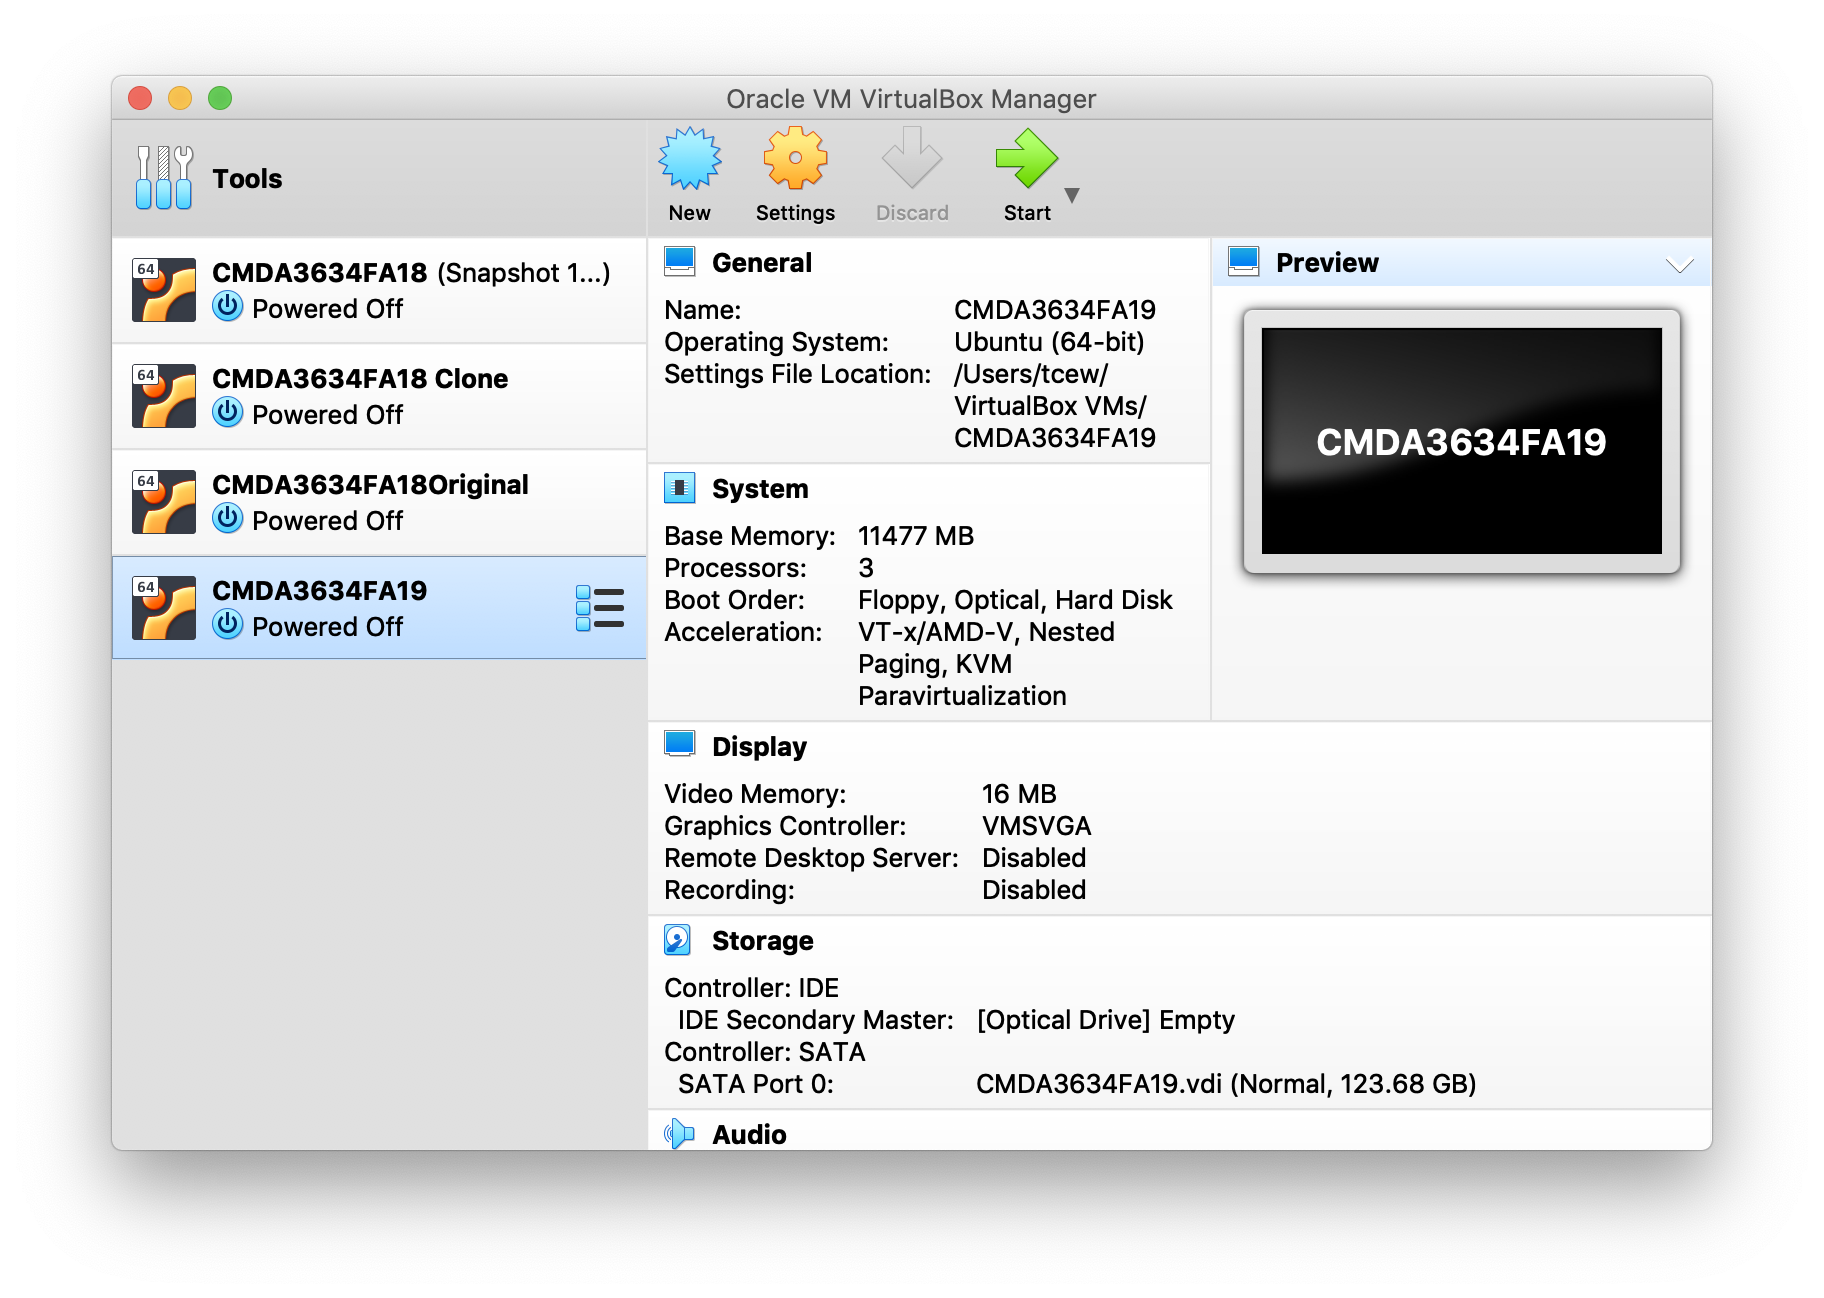 Oracle VM VirtualBox Manager
Tools
New
Settings
Discard
Start
64
CMDA3634FA18 (Snapshot 1...)
Powered Off
64
CMDA3634FA18 Clone
Powered Off
64
CMDA3634FA18Original
Powered Off
64
CMDA3634FA19
Powered Off
General
Name: CMDA3634FA19
Operating System: Ubuntu (64-bit)
Settings File Location: /Users/tcew/
VirtualBox VMs/
CMDA3634FA19
Preview
CMDA3634FA19
System
Base Memory: 11477 MB
Processors: 3
Boot Order: Floppy, Optical, Hard Disk
Acceleration: VT-x/AMD-V, Nested
Paging, KVM
Paravirtualization
Display
Video Memory: 16 MB
Graphics Controller: VMSVGA
Remote Desktop Server: Disabled
Recording: Disabled
Storage
Controller: IDE
IDE Secondary Master: [Optical Drive] Empty
Controller: SATA
SATA Port 0: CMDA3634FA19.vdi (Normal, 123.68 GB)
Audio